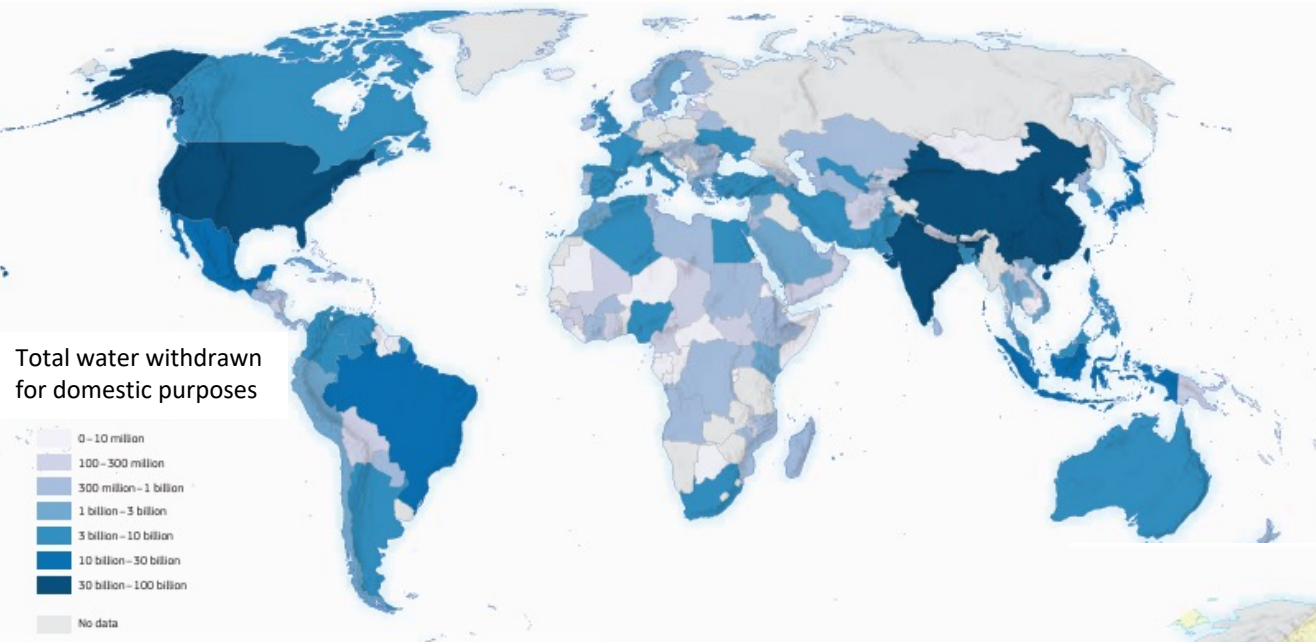 Total water withdrawn
for domestic purposes
0–10 million
100–300 million
300 million–1 billion
1 billion–3 billion
3 billion–10 billion
10 billion–30 billion
30 billion–100 billion
No data